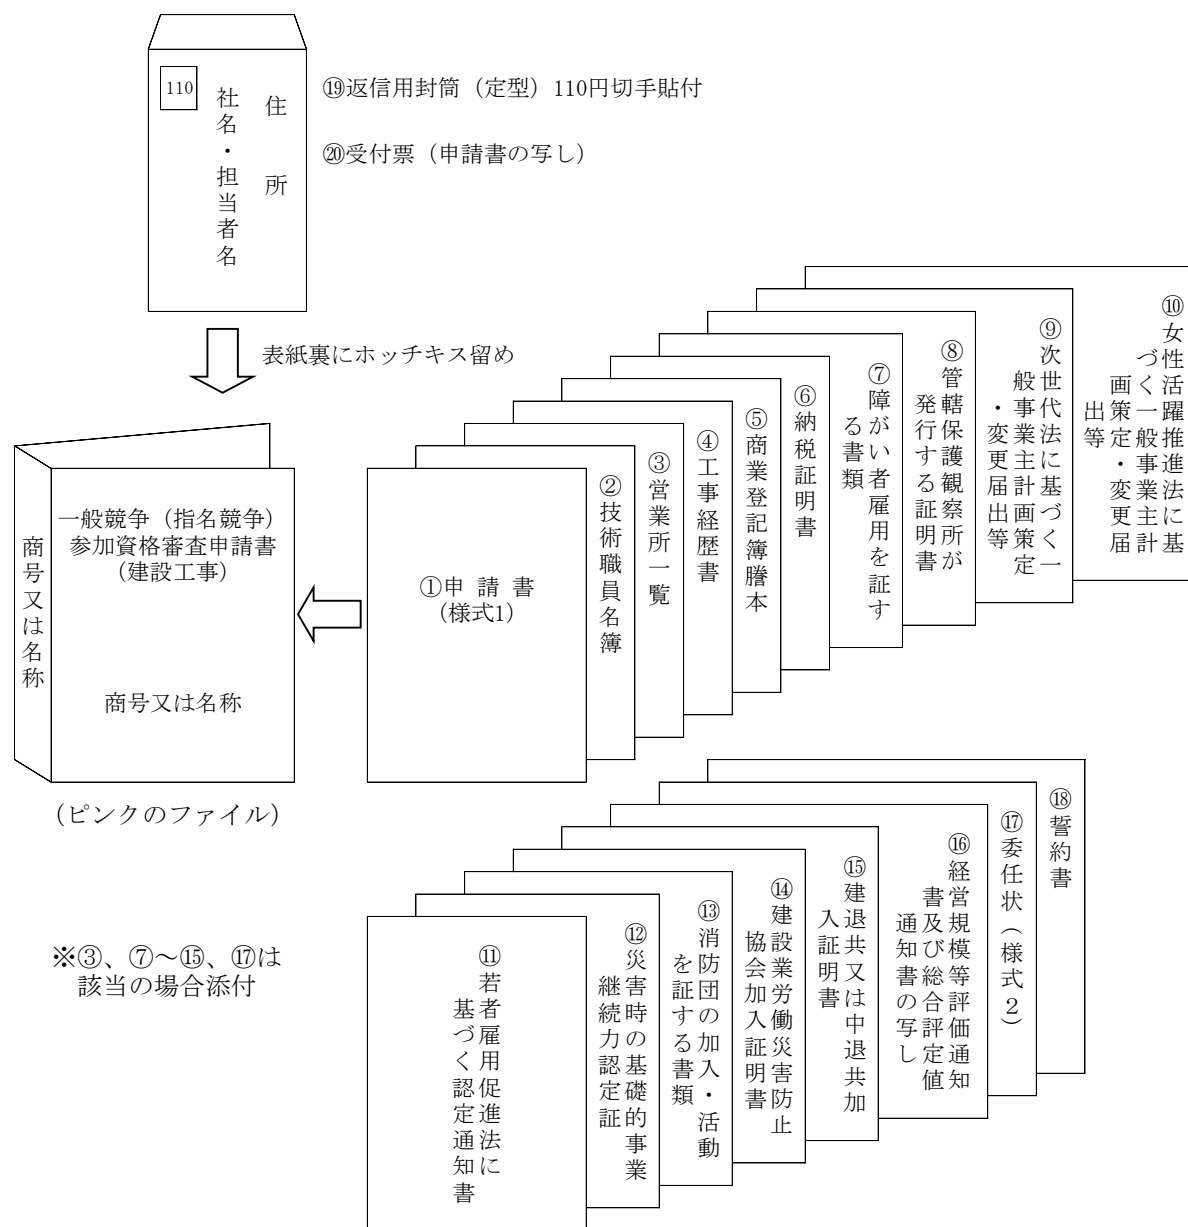 110
住所
社名・担当者名
⑲返信用封筒（定型）110円切手貼付
⑳受付票（申請書の写し）
表紙裏にホッチキス留め
商号又は名称
一般競争（指名競争）
参加資格審査申請書
（建設工事）
商号又は名称
（ピンクのファイル）
①申 請 書
（様式1）
②技術職員名簿
③営業所一覧
④工事経歴書
⑤商業登記簿謄本
⑥納税証明書
⑦障がい者雇用を証す
る書類
⑧管轄保護観察所が
発行する証明書
⑨次世代法に基づく一
般事業主計画策定
・変更届出等
⑩女性活躍推進法に基
づく一般事業主計
画策定・変更届
出等
※③、⑦～⑮、⑰は
該当の場合添付
⑪若者雇用促進法に
基づく認定通知書
⑫災害時の基礎的事業
継続力認定証
⑬消防団の加入・活動
を証する書類
⑭建設業労働災害防止
協会加入証明書
⑮建退共又は中退共加
入証明書
⑯経営規模等評価通知
書及び総合評定値
通知書の写し
⑰委任状（様式２）
⑱誓約書